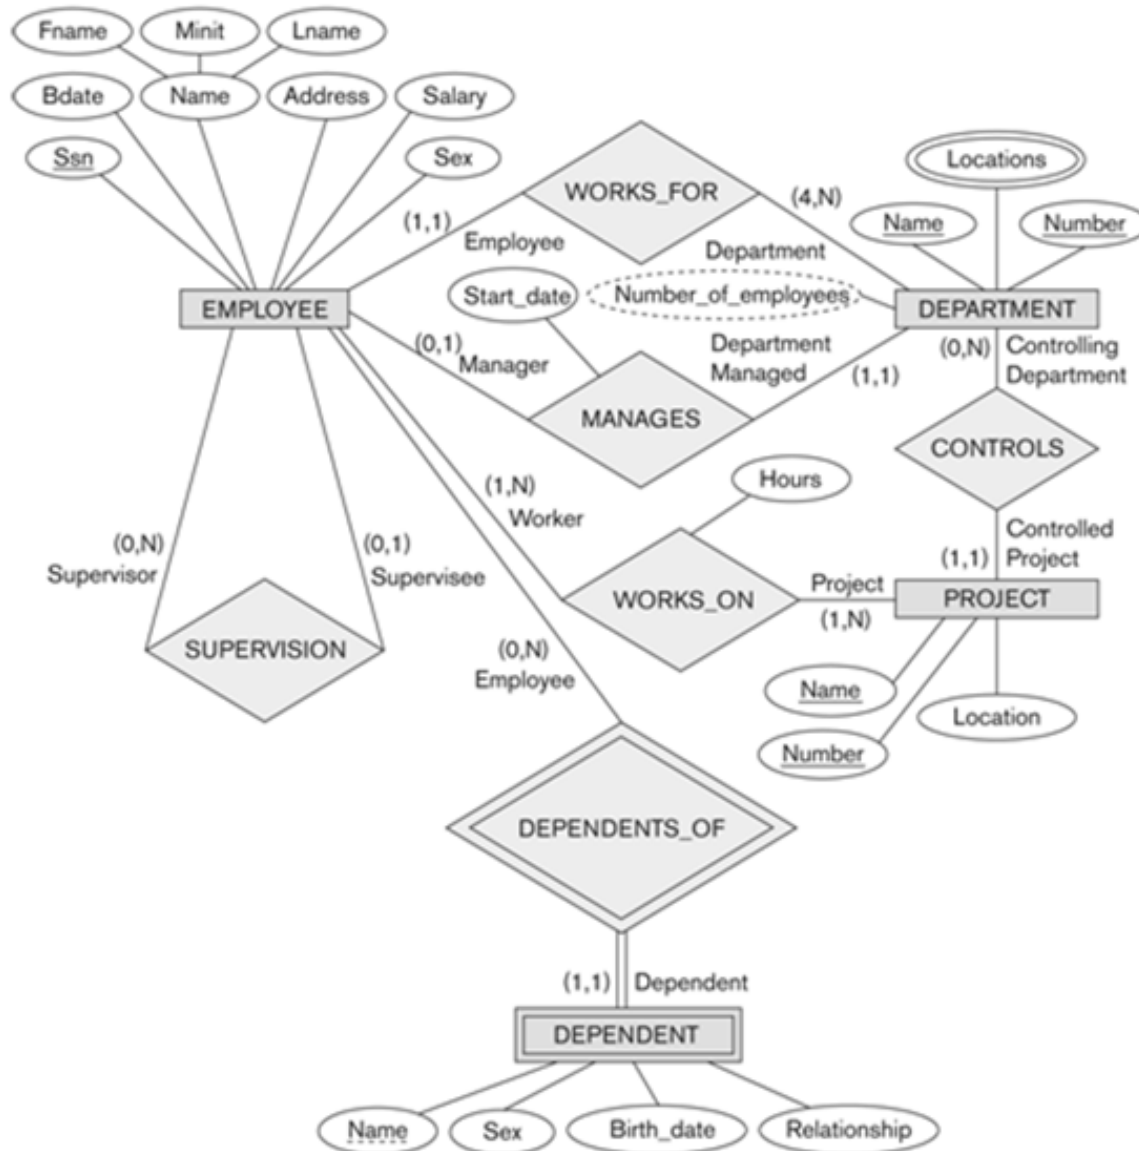 Fname
Minit
Lname
Bdate
Name
Address
Salary
Ssn
Sex
WORKS_FOR
Locations
(4,N)
Name
Number
(1,1)
Employee
Department
Start_date
Number_of_employees
EMPLOYEE
DEPARTMENT
(0,1)
Manager
Department
Managed
(1,1)
(0,N)
Controlling
Department
MANAGES
CONTROLS
Hours
(1,N)
Worker
(0,N)
Supervisor
(0,1)
Supervisee
Controlled
Project
(1,1)
Project
WORKS_ON
(1,N)
PROJECT
SUPERVISION
(0,N)
Employee
Name
Location
Number
DEPENDENTS_OF
(1,1)
Dependent
DEPENDENT
Name
Sex
Birth_date
Relationship